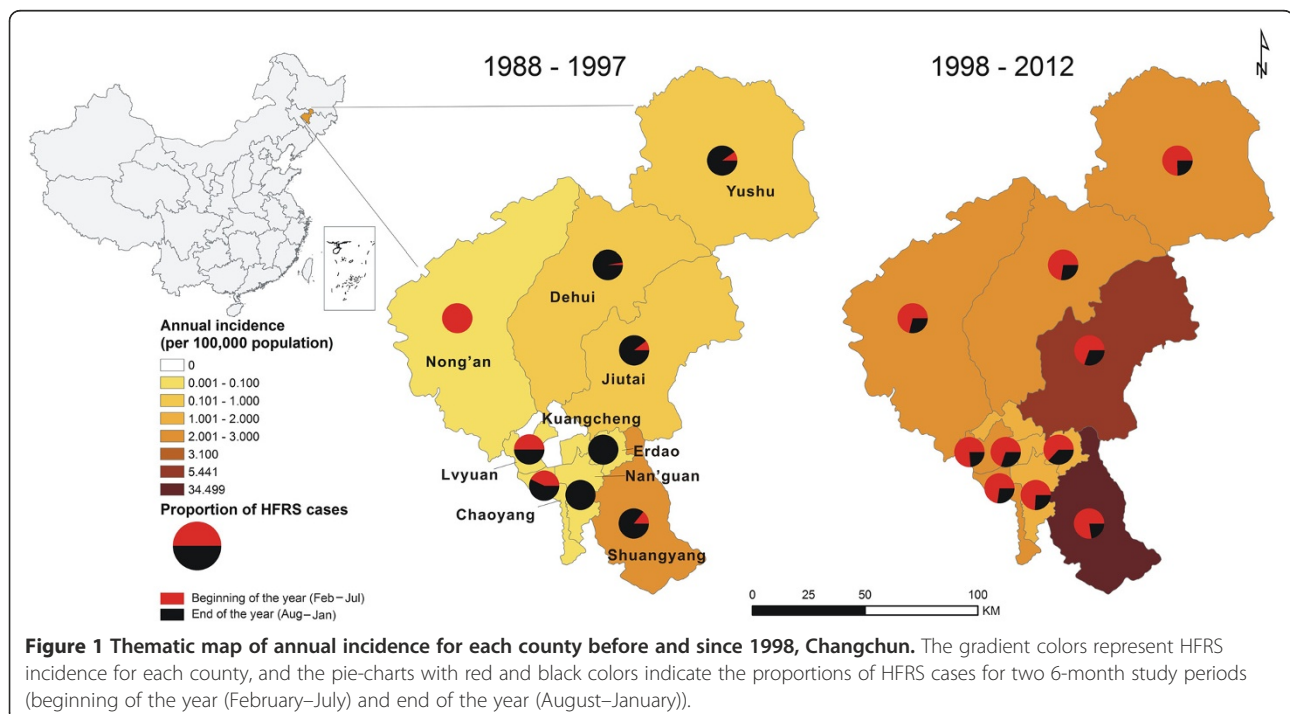 1988 - 1997
1998 - 2012
N
Yushu
Dehui
Nong'an
Jiutai
Kuangcheng
Erdao
Lvyuan
Nan'guan
Chaoyang
Shuangyang
Annual incidence
(per 100,000 population)
0
0.001 - 0.100
0.101 - 1.000
1.001 - 2.000
2.001 - 3.000
3.100
5.441
34.499
Proportion of HFRS cases
Beginning of the year (Feb–Jul)
End of the year (Aug–Jan)
0 25 50 100
KM
Figure 1 Thematic map of annual incidence for each county before and since 1998, Changchun. The gradient colors represent HFRS
incidence for each county, and the pie-charts with red and black colors indicate the proportions of HFRS cases for two 6-month study periods
(beginning of the year (February–July) and end of the year (August–January)).